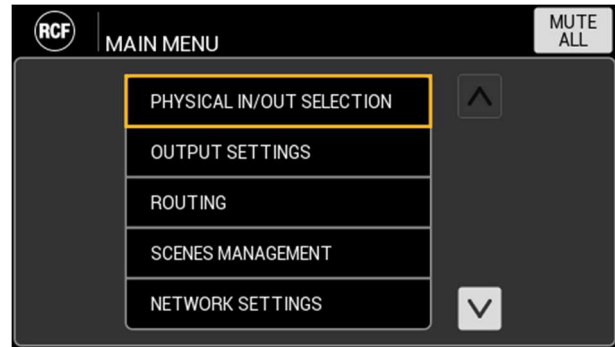 RCF
MAIN MENU
MUTE
ALL
PHYSICAL IN/OUT SELECTION
OUTPUT SETTINGS
ROUTING
SCENES MANAGEMENT
NETWORK SETTINGS